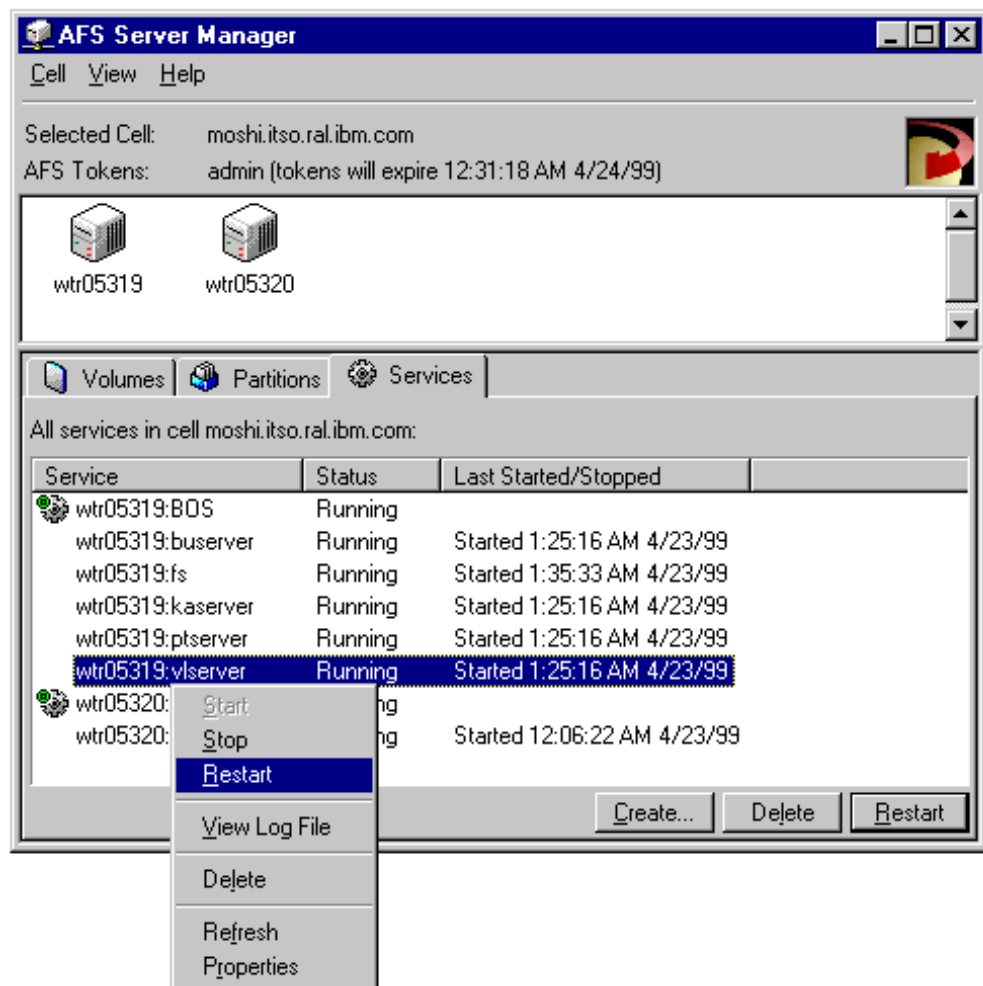 AFS Server Manager
Cell View Help
Selected Cell: moshi.itso.ral.ibm.com
AFS Tokens: admin (tokens will expire 12:31:18 AM 4/24/99)
wtr05319 wtr05320
Volumes Partitions Services
All services in cell moshi.itso.ral.ibm.com:
Service Status Last Started/Stopped
wtr05319:BOS Running
wtr05319:buserver Running Started 1:25:16 AM 4/23/99
wtr05319:fs Running Started 1:35:33 AM 4/23/99
wtr05319:kaserver Running Started 1:25:16 AM 4/23/99
wtr05319:ptserver Running Started 1:25:16 AM 4/23/99
wtr05319:vlserver Running Started 1:25:16 AM 4/23/99
wtr05320: ng
wtr05320: ng Started 12:06:22 AM 4/23/99
Start
Stop
Restart
View Log File
Delete
Refresh
Properties
Create... Delete Restart